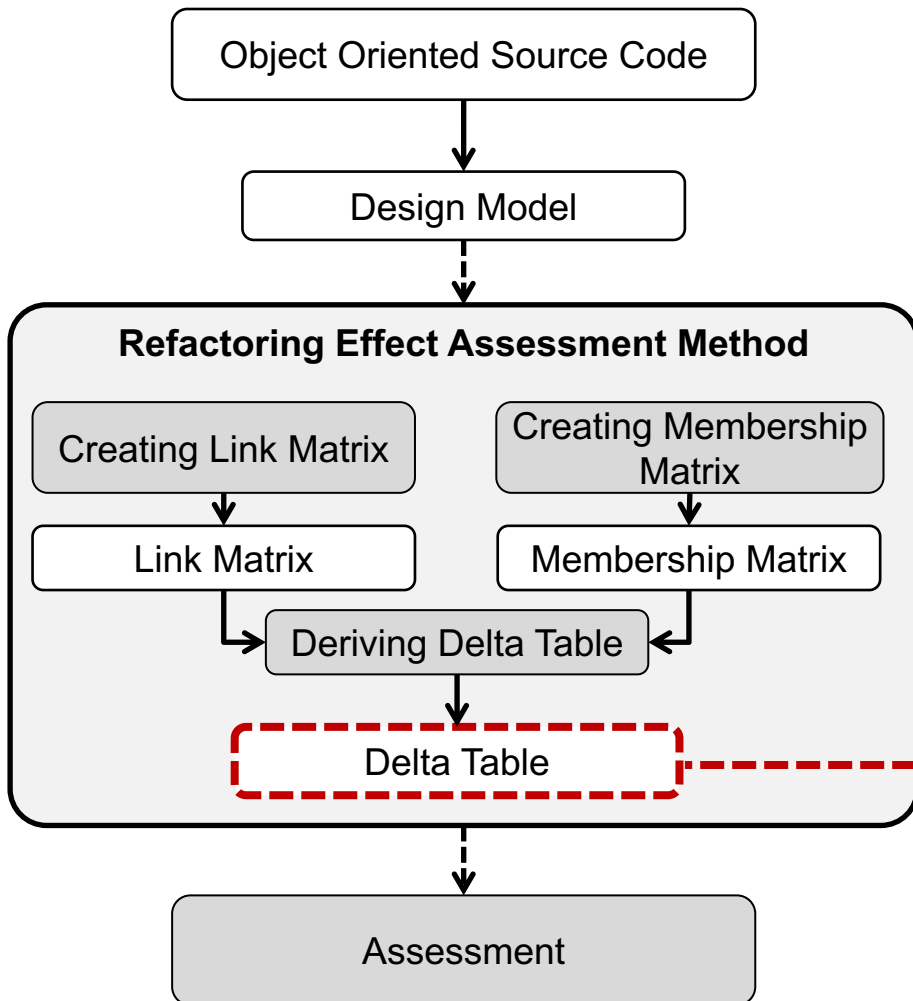 Object Oriented Source Code
Design Model
Refactoring Effect Assessment Method
Creating Link Matrix
Creating Membership
Matrix
Link Matrix
Membership Matrix
Deriving Delta Table
Delta Table
Assessment